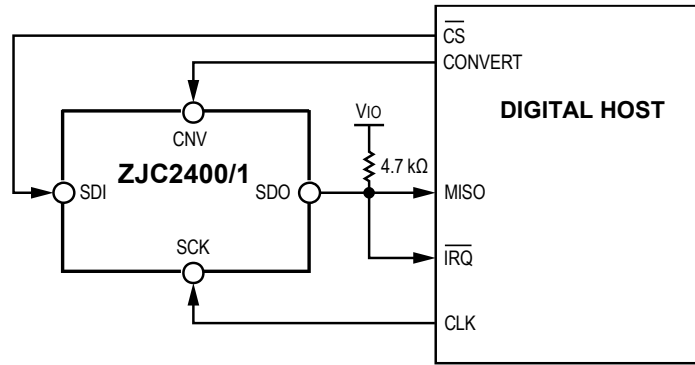 CS
CONVERT
DIGITAL HOST
VIO
CNV
ZJC2400/1
4.7 kΩ
SDI
SDO
MISO
SCK
IRQ
CLK